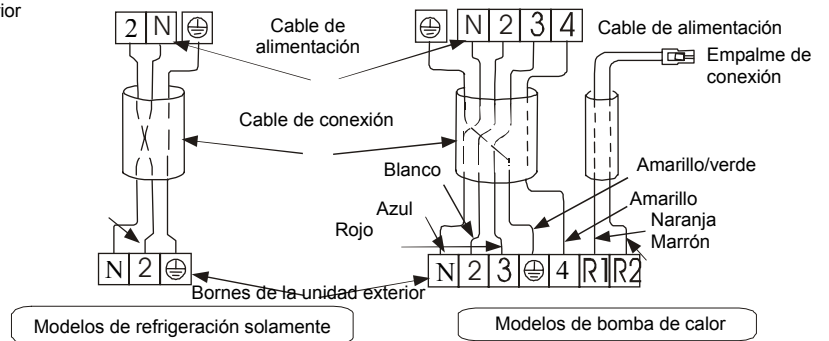 rior
2 N
N 2 3 4
Cable de
alimentación
Cable de alimentación
Empalme de
conexión
Cable de conexión
Blanco
Azul
Rojo
Amarillo/verde
Amarillo
Naranja
Marrón
N 2
N 2 3 4 R1 R2
Bornes de la unidad exterior
Modelos de refrigeración solamente
Modelos de bomba de calor